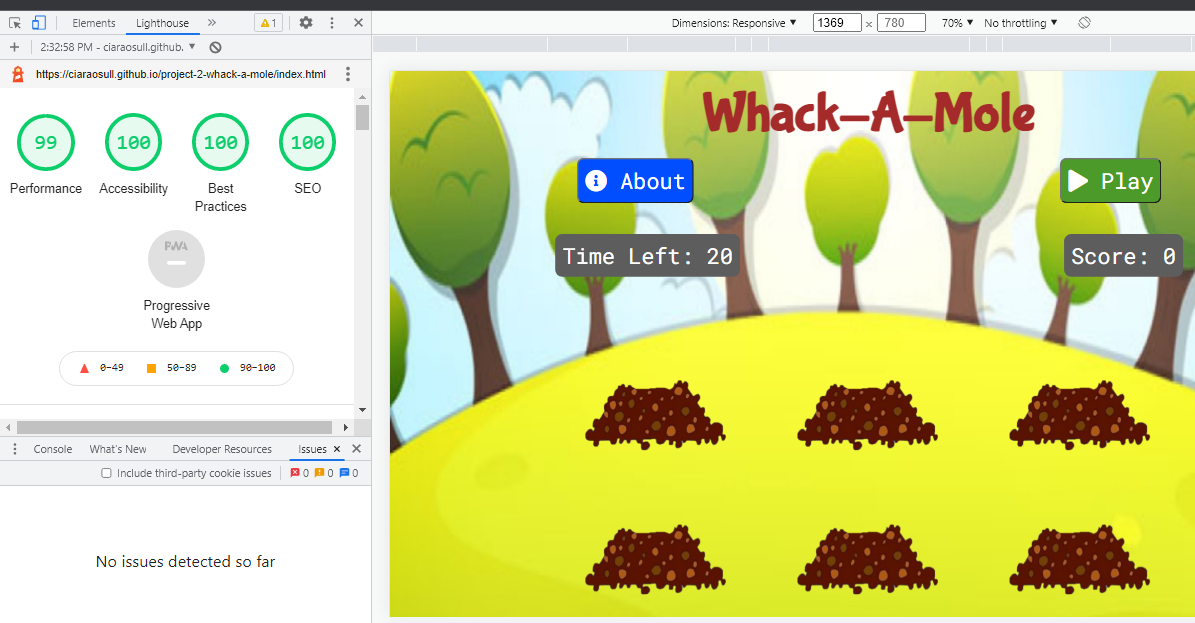 Elements Lighthouse » 1
Dimensions: Responsive ▼ 1369 × 780 70% ▼ No throttling ▼
+ 2:32:58 PM - ciaraosull.github. ▼
https://ciaraosull.github.io/project-2-whack-a-mole/index.html
99 100 100 100
Performance Accessibility Best Practices SEO
PWA
Progressive
Web App
0–49 50–89 90–100
Console What's New Developer Resources Issues ×
Include third-party cookie issues 0 0 0
No issues detected so far
Whack-A-Mole
About Play
Time Left: 20 Score: 0